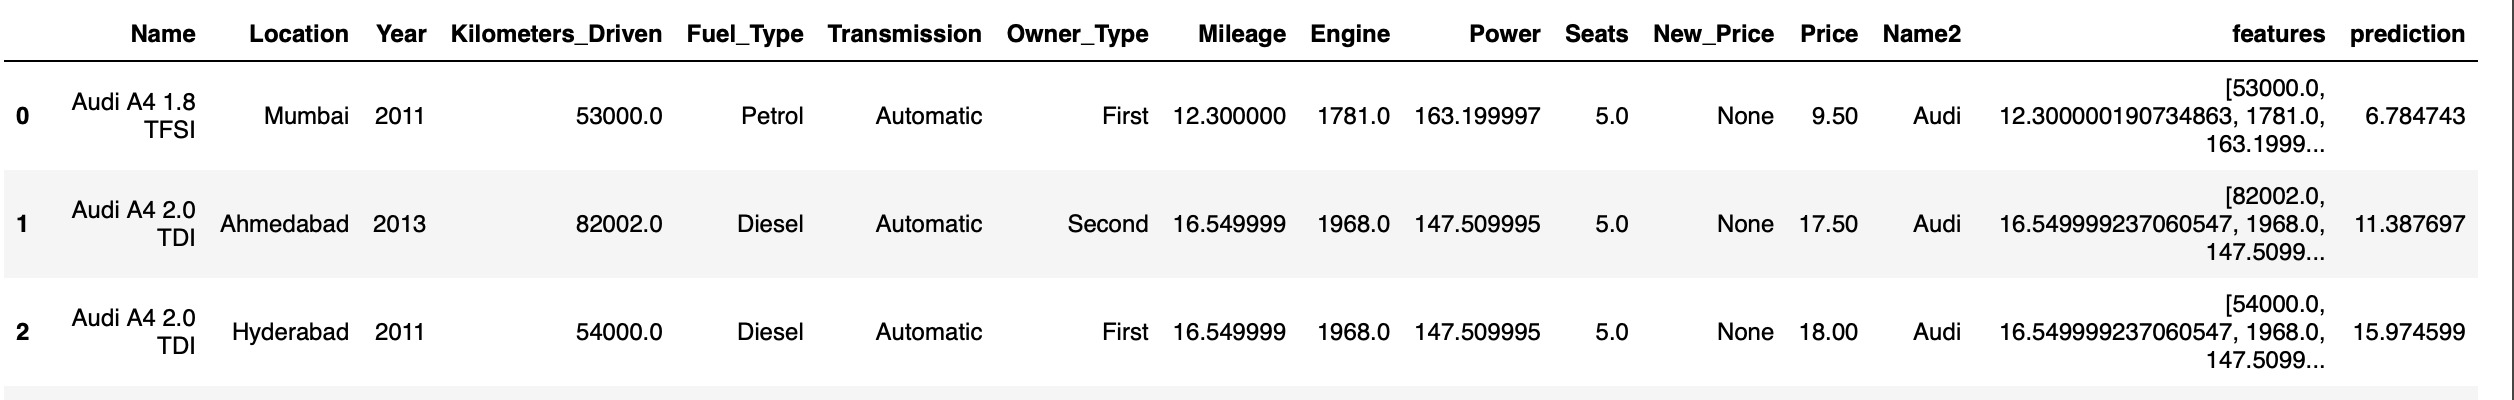 Name Location Year Kilometers_Driven Fuel_Type Transmission Owner_Type Mileage Engine Power Seats New_Price Price Name2 features prediction
0 Audi A4 1.8 TFSI Mumbai 2011 53000.0 Petrol Automatic First 12.300000 1781.0 163.199997 5.0 None 9.50 Audi [53000.0, 12.300000190734863, 1781.0, 163.1999... 6.784743
1 Audi A4 2.0 TDI Ahmedabad 2013 82002.0 Diesel Automatic Second 16.549999 1968.0 147.509995 5.0 None 17.50 Audi [82002.0, 16.549999237060547, 1968.0, 147.5099... 11.387697
2 Audi A4 2.0 TDI Hyderabad 2011 54000.0 Diesel Automatic First 16.549999 1968.0 147.509995 5.0 None 18.00 Audi [54000.0, 16.549999237060547, 1968.0, 147.5099... 15.974599